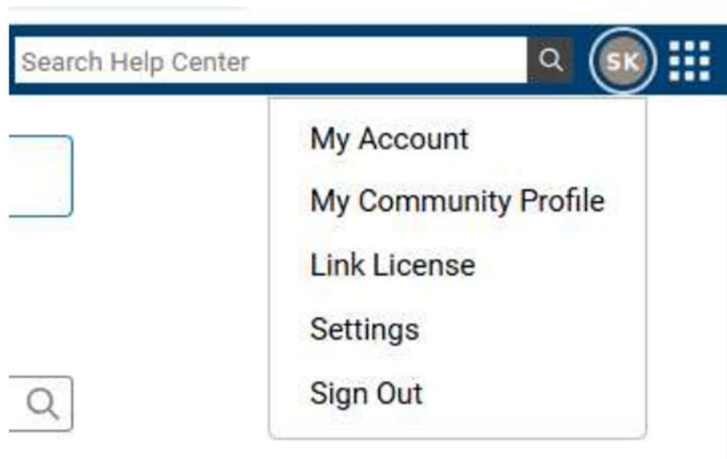 Search Help Center
SK
My Account
My Community Profile
Link License
Settings
Sign Out